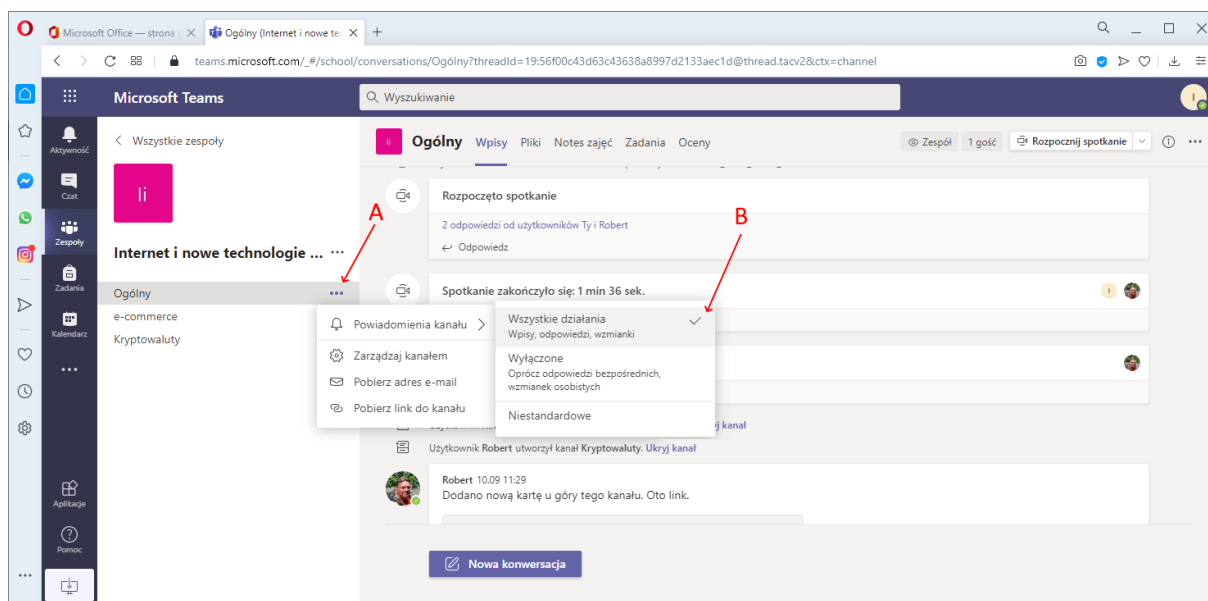 Microsoft Office — strona
Ogólny (Internet i nowe tec
teams.microsoft.com/_#/school/conversations/Ogólny?threadId=19:56f00c43d63c43638a8997d2133aec1d@thread.tacv2&ctx=channel
Microsoft Teams
Wyszukiwanie
I
Aktywność
Czat
Zespoły
Zadania
Kalendarz
Aplikacje
Pomoc
Wszystkie zespoły
Ii
Internet i nowe technologie ...
Ogólny
e-commerce
Kryptowaluty
A
Powiadomienia kanału
Zarządzaj kanałem
Pobierz adres e-mail
Pobierz link do kanału
Wszystkie działania
Wpisy, odpowiedzi, wzmianki
Wyłączone
Oprócz odpowiedzi bezpośrednich,
wzmianek osobistych
Niestandardowe
B
Ii
Ogólny Wpisy Pliki Notes zajęć Zadania Oceny
Zespół 1 gość Rozpocznij spotkanie
Rozpoczęto spotkanie
2 odpowiedzi od użytkowników Ty i Robert
Odpowiedz
Spotkanie zakończyło się: 1 min 36 sek.
I
kanał
Użytkownik Robert utworzył kanał Kryptowaluty. Ukryj kanał
Robert 10.09 11:29
Dodano nową kartę u góry tego kanału. Oto link.
Nowa konwersacja